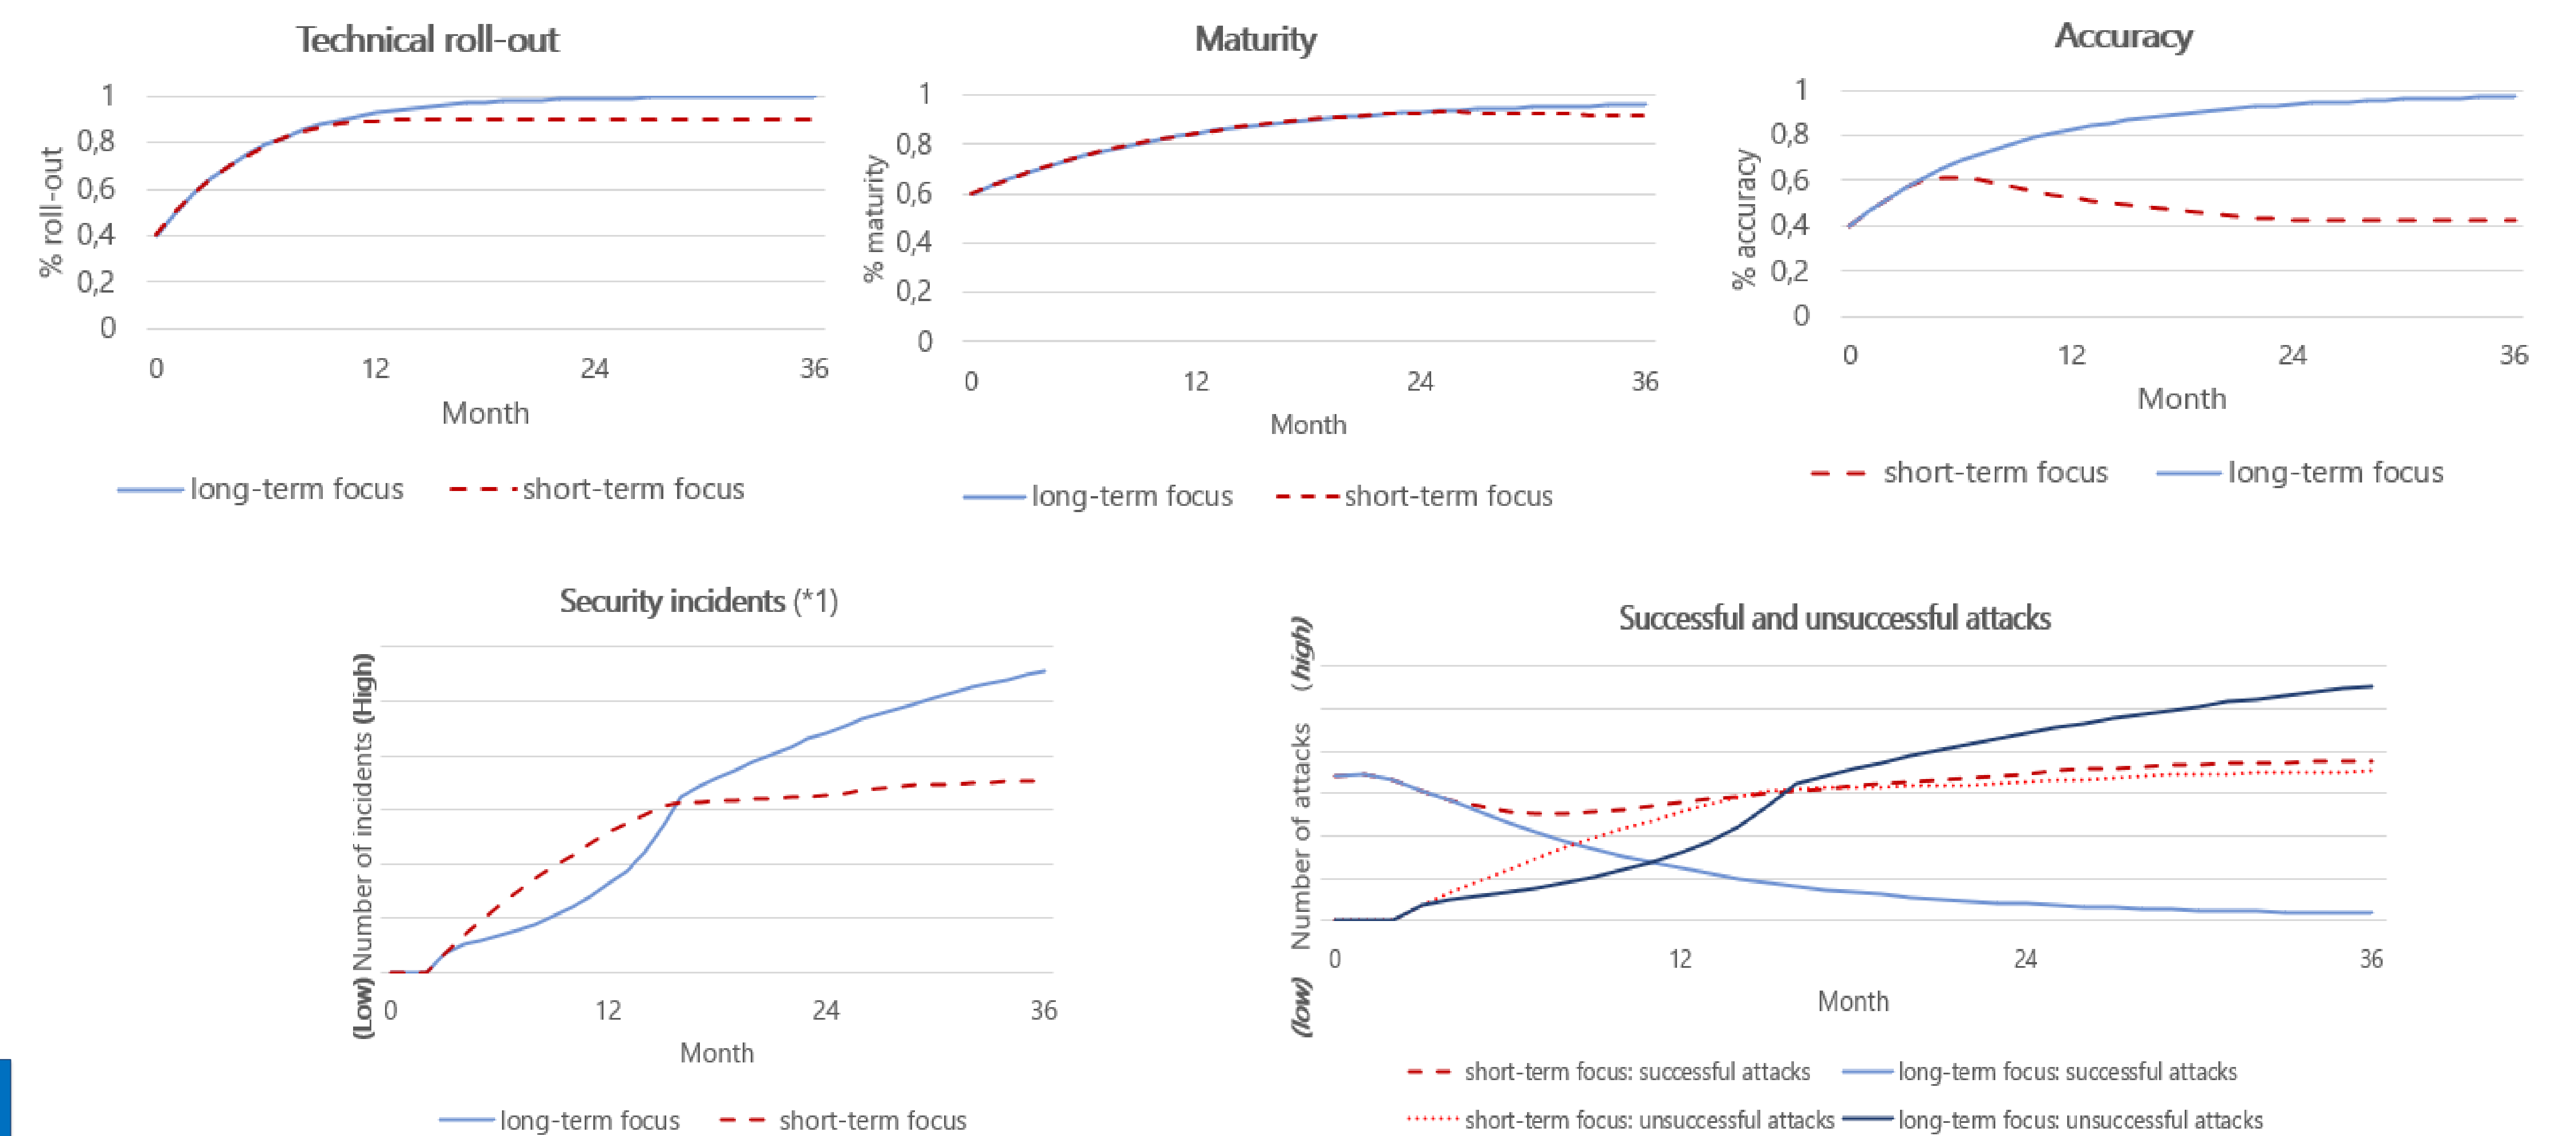 Technical roll-out
% roll-out
1
0,8
0,6
0,4
0,2
0
0
12
24
36
Month
long-term focus
short-term focus
Maturity
% maturity
1
0,8
0,6
0,4
0,2
0
0
12
24
36
Month
long-term focus
short-term focus
Accuracy
% accuracy
1
0,8
0,6
0,4
0,2
0
0
12
24
36
Month
short-term focus
long-term focus
Security incidents (*1)
(Low) Number of incidents (High)
0
12
24
36
Month
long-term focus
short-term focus
Successful and unsuccessful attacks
(low) Number of attacks (high)
0
12
24
36
Month
short-term focus: successful attacks
long-term focus: successful attacks
short-term focus: unsuccessful attacks
long-term focus: unsuccessful attacks